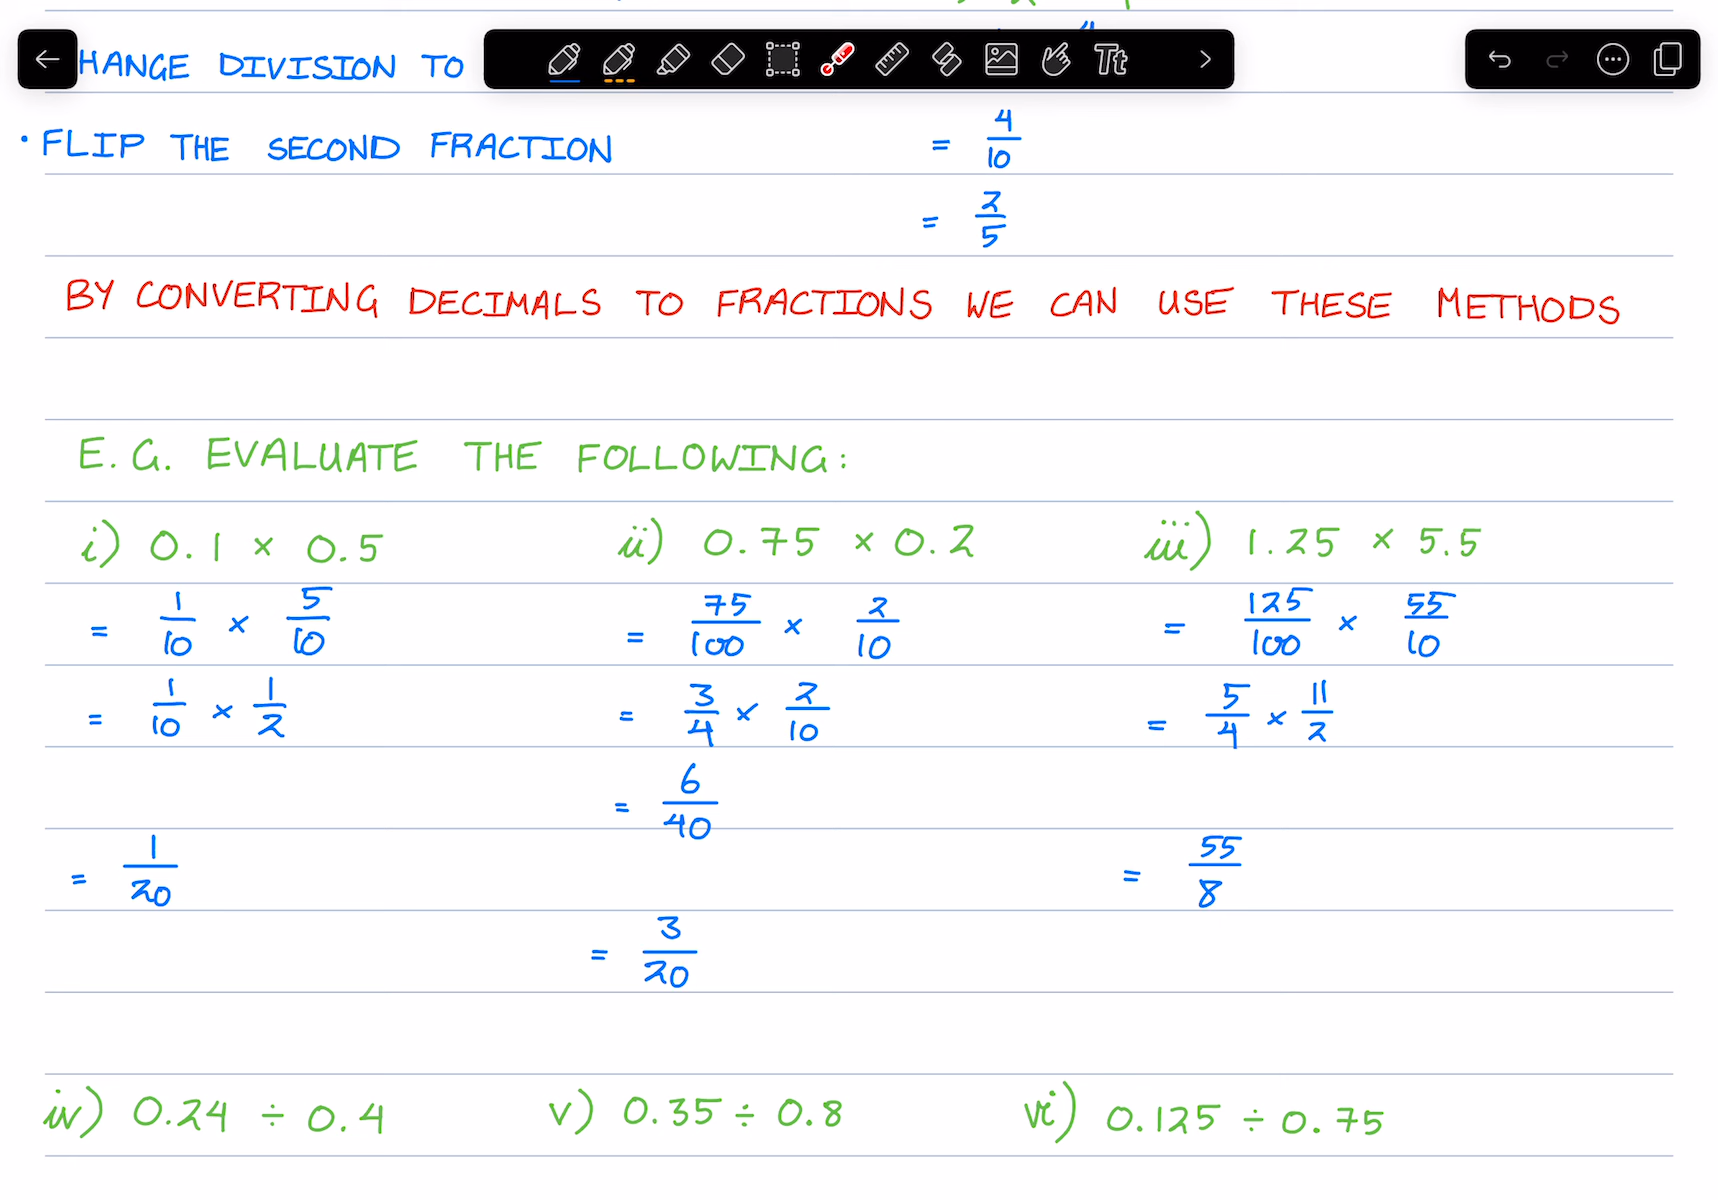 HANGE DIVISION TO
Tt
• FLIP THE SECOND FRACTION = 4/10
= 2/5
BY CONVERTING DECIMALS TO FRACTIONS WE CAN USE THESE METHODS
E.G. EVALUATE THE FOLLOWING:
i) 0.1 × 0.5 ii) 0.75 × 0.2 iii) 1.25 × 5.5
= 1/10 × 5/10 = 75/100 × 2/10 = 125/100 × 55/10
= 1/10 × 1/2 = 3/4 × 2/10 = 5/4 × 11/2
= 6/40
= 1/20 = 55/8
= 3/20
iv) 0.24 ÷ 0.4 v) 0.35 ÷ 0.8 vi) 0.125 ÷ 0.75